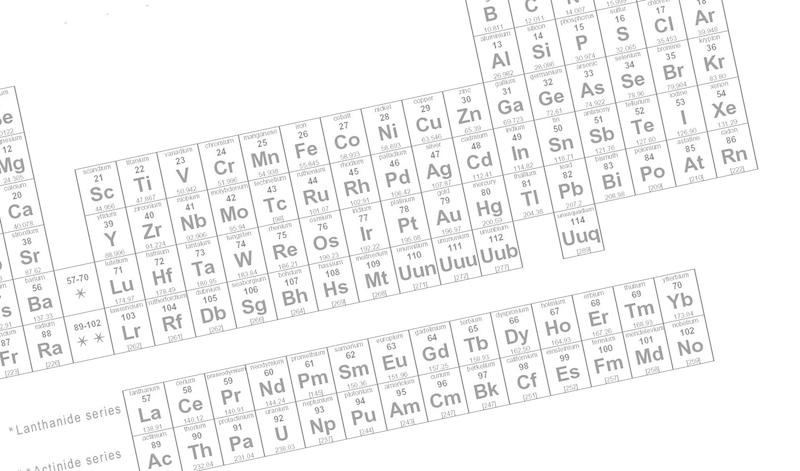 B C N
10.811 12.011 14.007 15.999
aluminium silicon phosphorus sulfur chlorine
12 13 14 15 16 17
Mg Al Si P S Cl Ar
24.305 26.982 28.086 30.974 32.065 35.453 39.948
calcium scandium titanium vanadium chromium manganese iron cobalt nickel copper zinc gallium germanium arsenic selenium bromine krypton
20 21 22 23 24 25 26 27 28 29 30 31 32 33 34 35 36
Ca Sc Ti V Cr Mn Fe Co Ni Cu Zn Ga Ge As Se Br Kr
40.078 44.956 47.867 50.942 51.996 54.938 55.845 58.933 58.693 63.546 65.39 69.723 72.61 74.922 78.96 79.904 83.80
strontium yttrium zirconium niobium molybdenum technetium ruthenium rhodium palladium silver cadmium indium tin antimony tellurium iodine xenon
38 39 40 41 42 43 44 45 46 47 48 49 50 51 52 53 54
Sr Y Zr Nb Mo Tc Ru Rh Pd Ag Cd In Sn Sb Te I Xe
87.62 88.906 91.224 92.906 95.94 [98] 101.07 102.91 106.42 107.87 112.41 114.82 118.71 121.76 127.60 126.90 131.29
barium lutetium hafnium tantalum tungsten rhenium osmium iridium platinum gold mercury thallium lead bismuth polonium astatine radon
56 57-70 71 72 73 74 75 76 77 78 79 80 81 82 83 84 85 86
Ba * Lu Hf Ta W Re Os Ir Pt Au Hg Tl Pb Bi Po At Rn
137.33 174.97 178.49 180.95 183.84 186.21 190.23 192.22 195.08 196.97 200.59 204.38 207.2 208.98 [209] [210] [222]
radium lawrencium rutherfordium dubnium seaborgium bohrium hassium meitnerium ununnilium unununium ununbium ununquadium
87 88 89-102 103 104 105 106 107 108 109 110 111 112 114
Fr Ra * * Lr Rf Db Sg Bh Hs Mt Uun Uuu Uub Uuq
[223] [226] [262] [261] [262] [266] [264] [269] [268] [271] [272] [277] [289]
lanthanum cerium praseodymium neodymium promethium samarium europium gadolinium terbium dysprosium holmium erbium thulium ytterbium
57 58 59 60 61 62 63 64 65 66 67 68 69 70
*Lanthanide series La Ce Pr Nd Pm Sm Eu Gd Tb Dy Ho Er Tm Yb
138.91 140.12 140.91 144.24 [145] 150.36 151.96 157.25 158.93 162.50 164.93 167.26 168.93 173.04
actinium thorium protactinium uranium neptunium plutonium americium curium berkelium californium einsteinium fermium mendelevium nobelium
89 90 91 92 93 94 95 96 97 98 99 100 101 102
**Actinide series Ac Th Pa U Np Pu Am Cm Bk Cf Es Fm Md No
232.04 231.04 238.03 [237] [244] [243] [247] [247] [251] [252] [257] [258] [259]